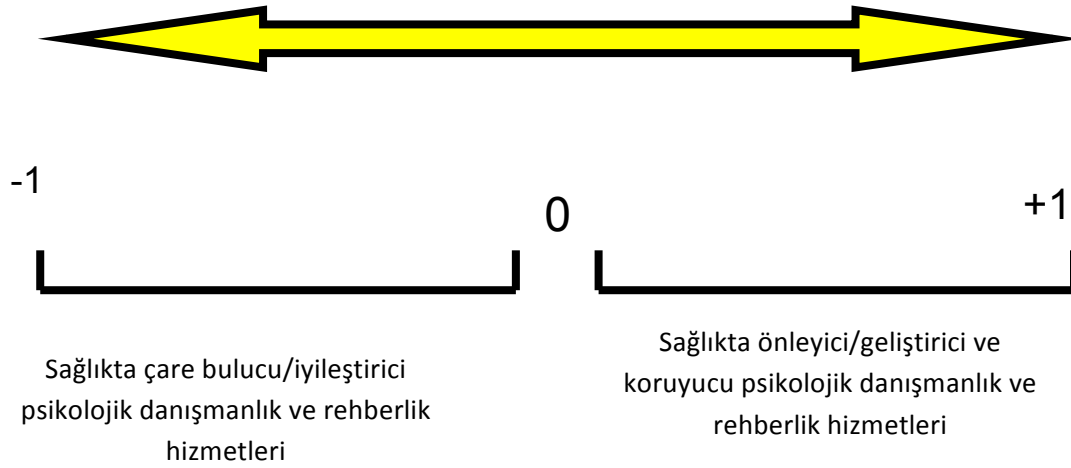 -1
0
+1
Sağlıkta çare bulucu/iyileştirici
psikolojik danışmanlık ve rehberlik
hizmetleri
Sağlıkta önleyici/geliştirici ve
koruyucu psikolojik danışmanlık ve
rehberlik hizmetleri